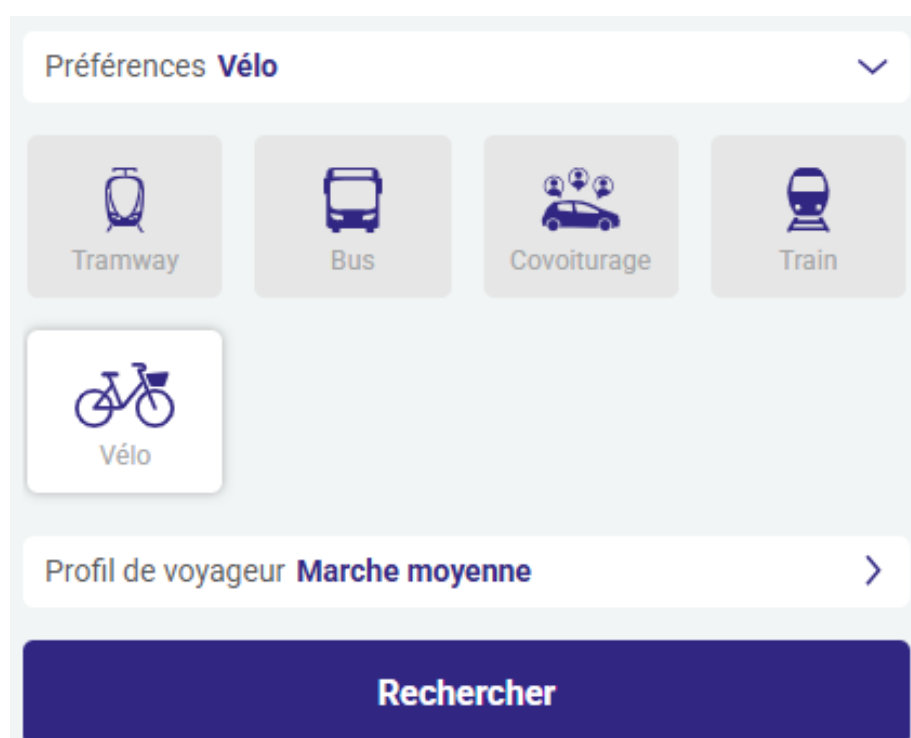 Préférences Vélo
Tramway
Bus
Covoiturage
Train
Vélo
Profil de voyageur Marche moyenne
Rechercher